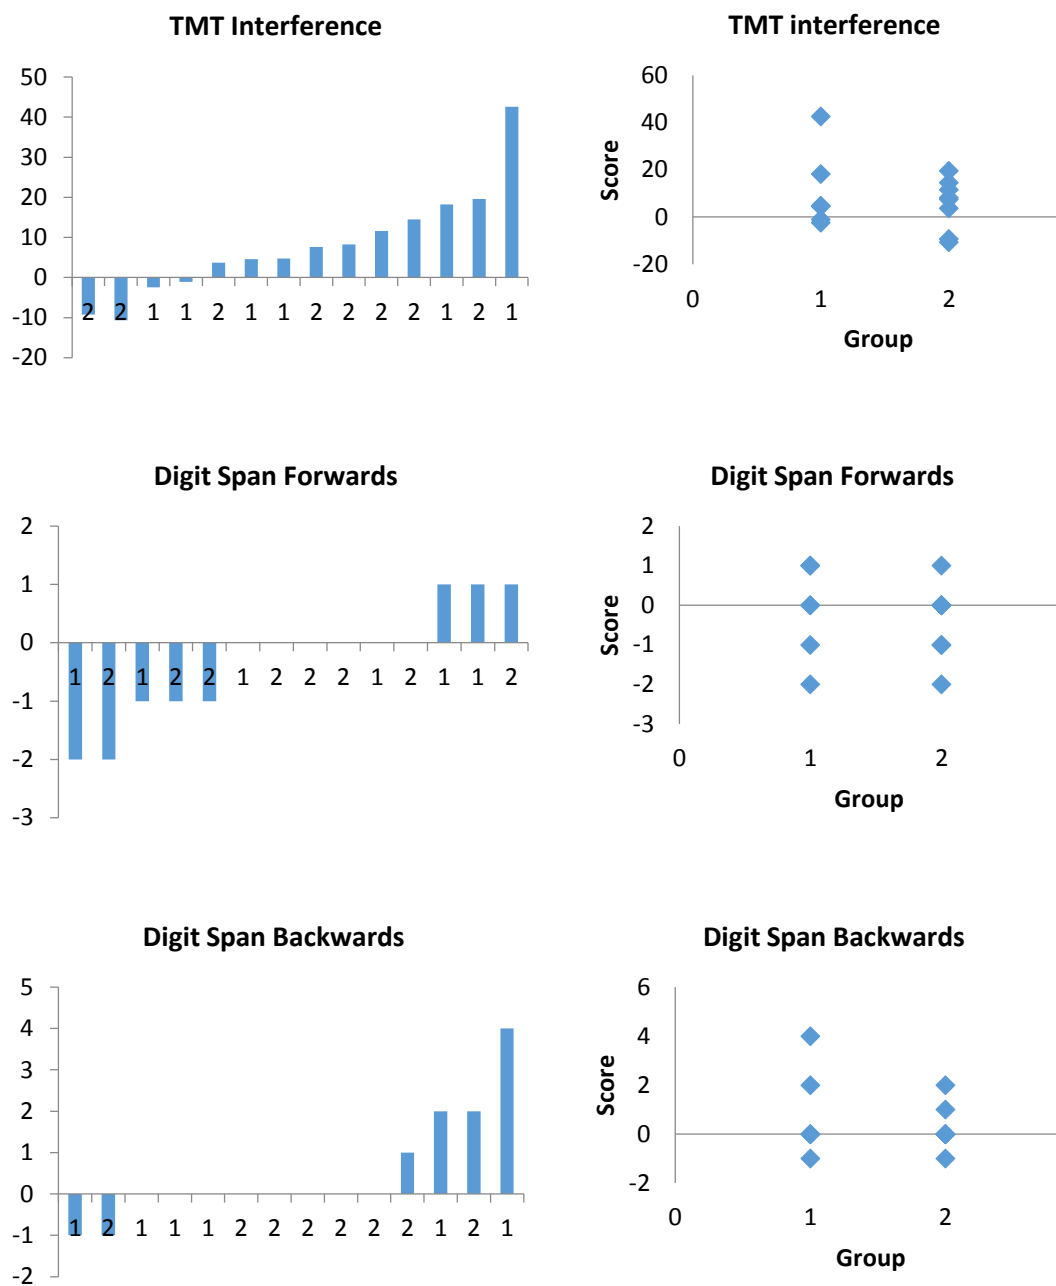 TMT Interference
50
40
30
20
10
0
-10
-20
2 2 1 1 2 1 1 2 2 2 2 1 2 1
TMT interference
60
40
20
0
-20
Score
0 1 2
Group
Digit Span Forwards
2
1
0
-1
-2
-3
1 2 1 2 2 1 2 2 2 1 2 1 1 2
Digit Span Forwards
2
1
0
-1
-2
-3
Score
0 1 2
Group
Digit Span Backwards
5
4
3
2
1
0
-1
-2
1 2 1 1 1 2 2 2 2 2 2 1 2 1
Digit Span Backwards
6
4
2
0
-2
Score
0 1 2
Group